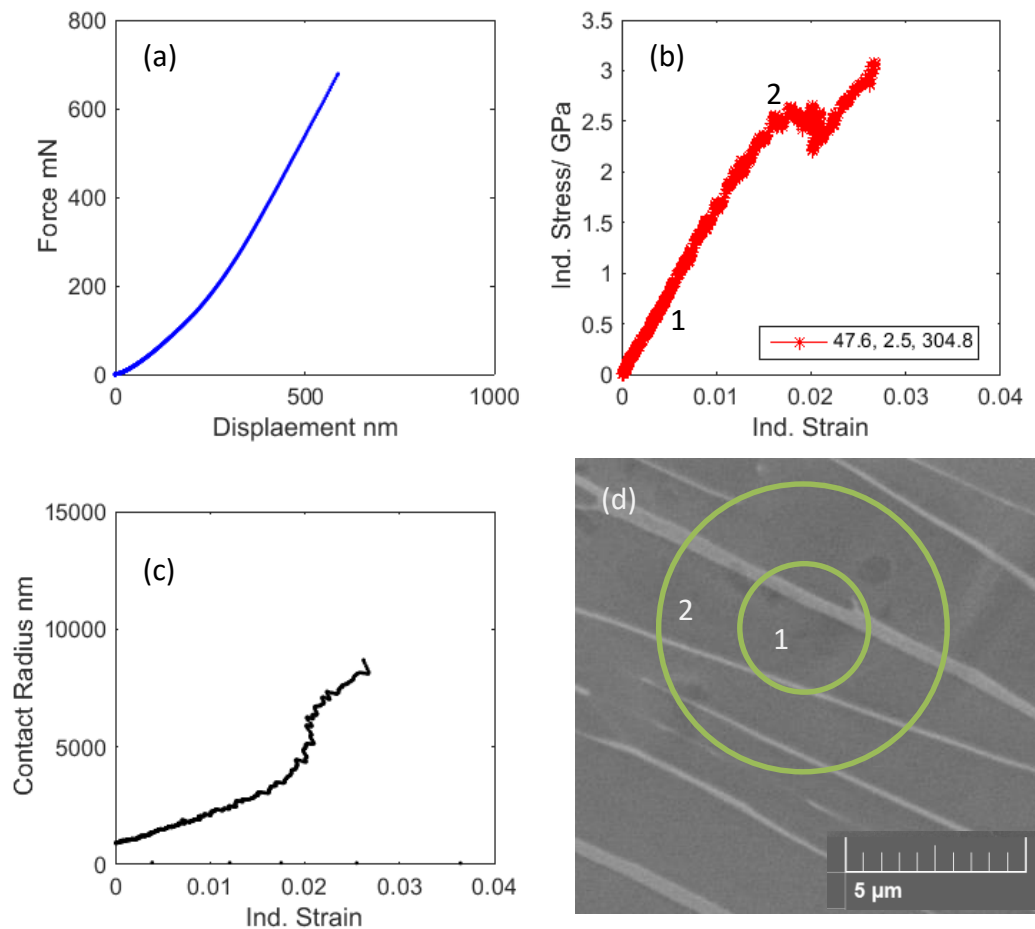 (a)
800
600
400
200
0
Force mN
0
500
1000
Displaement nm
(b)
3.5
3
2.5
2
1.5
1
0.5
0
Ind. Stress/ GPa
2
1
47.6, 2.5, 304.8
0
0.01
0.02
0.03
0.04
Ind. Strain
(c)
15000
10000
5000
0
Contact Radius nm
0
0.01
0.02
0.03
0.04
Ind. Strain
(d)
2
1
5 µm